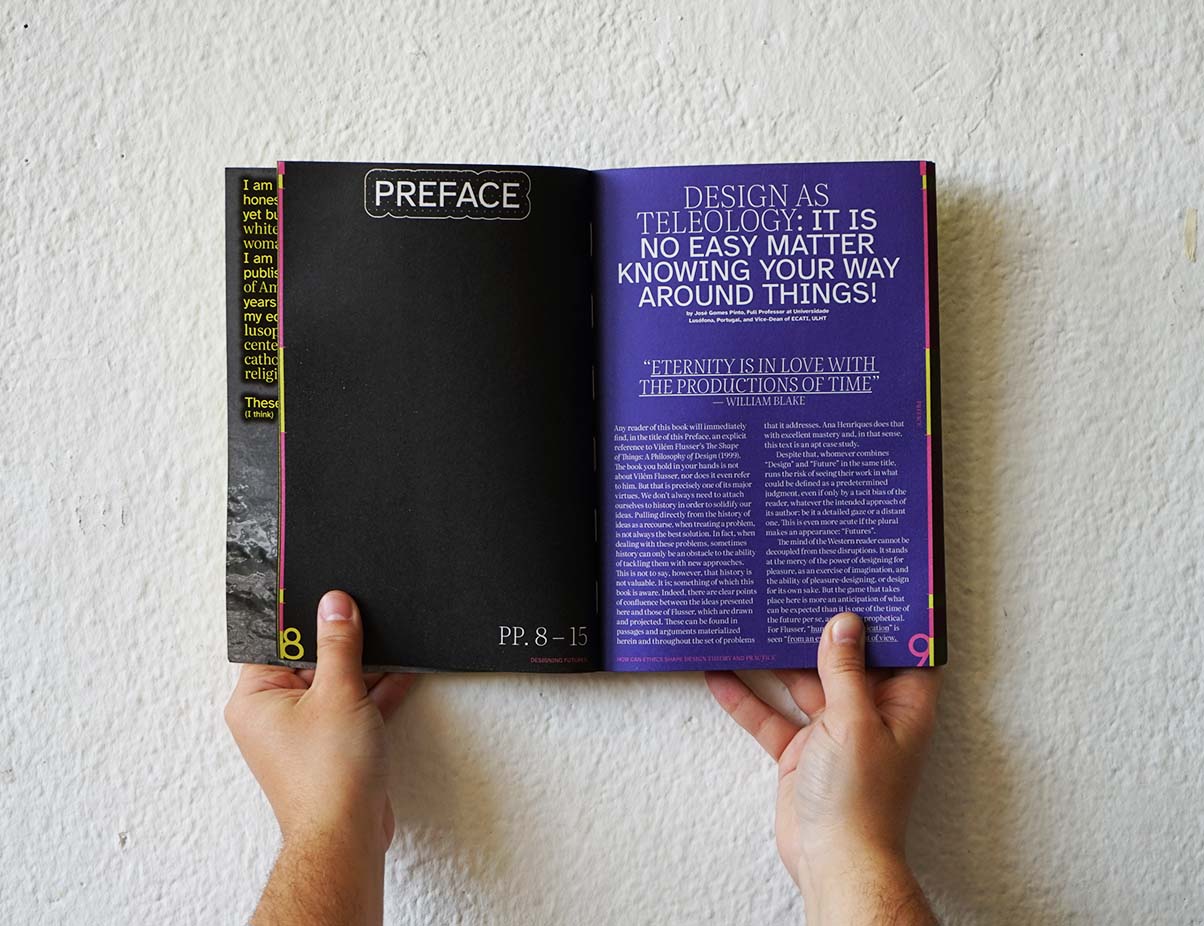 I am
hones
yet bu
white
woma
I am
publis
of Am
years
my ed
lusop
cente
catho
religi
These
(I think)
PREFACE
8
PP. 8 – 15
DESIGNING FUTURES
DESIGN AS
TELEOLOGY: IT IS
NO EASY MATTER
KNOWING YOUR WAY
AROUND THINGS!
by José Gomes Pinto, Full Professor at Universidade
Lusófona, Portugal, and Vice-Dean of ECATI, ULHT
“ETERNITY IS IN LOVE WITH
THE PRODUCTIONS OF TIME”
— WILLIAM BLAKE
Any reader of this book will immediately
find, in the title of this Preface, an explicit
reference to Vilém Flusser’s The Shape
of Things: A Philosophy of Design (1999).
The book you hold in your hands is not
about Vilém Flusser, nor does it even refer
to him. But that is precisely one of its major
virtues. We don’t always need to attach
ourselves to history in order to solidify our
ideas. Pulling directly from the history of
ideas as a recourse, when treating a problem,
is not always the best solution. In fact, when
dealing with these problems, sometimes
history can only be an obstacle to the ability
of tackling them with new approaches.
This is not to say, however, that history is
not valuable. It is; something of which this
book is aware. Indeed, there are clear points
of confluence between the ideas presented
here and those of Flusser, which are drawn
and projected. These can be found in
passages and arguments materialized
herein and throughout the set of problems
that it addresses. Ana Henriques does that
with excellent mastery and, in that sense,
this text is an apt case study.
Despite that, whomever combines
“Design” and “Future” in the same title,
runs the risk of seeing their work in what
could be defined as a predetermined
judgment, even if only by a tacit bias of the
reader, whatever the intended approach of
its author; be it a detailed gaze or a distant
one. This is even more acute if the plural
makes an appearance: “Futures”.
The mind of the Western reader cannot be
decoupled from these disruptions. It stands
at the mercy of the power of designing for
pleasure, as an exercise of imagination, and
the ability of pleasure-designing, or design
for its own sake. But the game that takes
place here is more an anticipation of what
can be expected than it is one of the time of
the future per se, prophetical.
For Flusser, “ is
seen “from an of view,
PREFACE
HOW CAN ETHICS SHAPE DESIGN THEORY AND PRACTICE
9